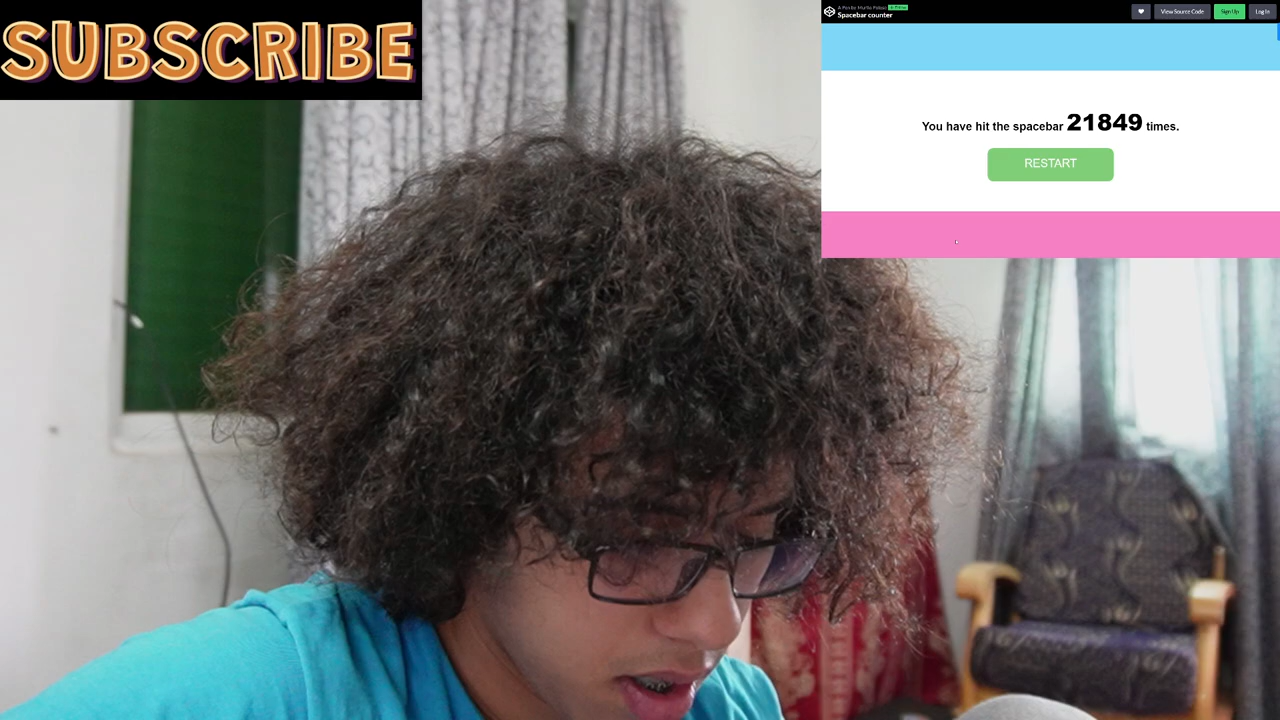 SUBSCRIBE
Spacebar counter
View Source Code
Sign Up
Log In
You have hit the spacebar 21849 times.
RESTART